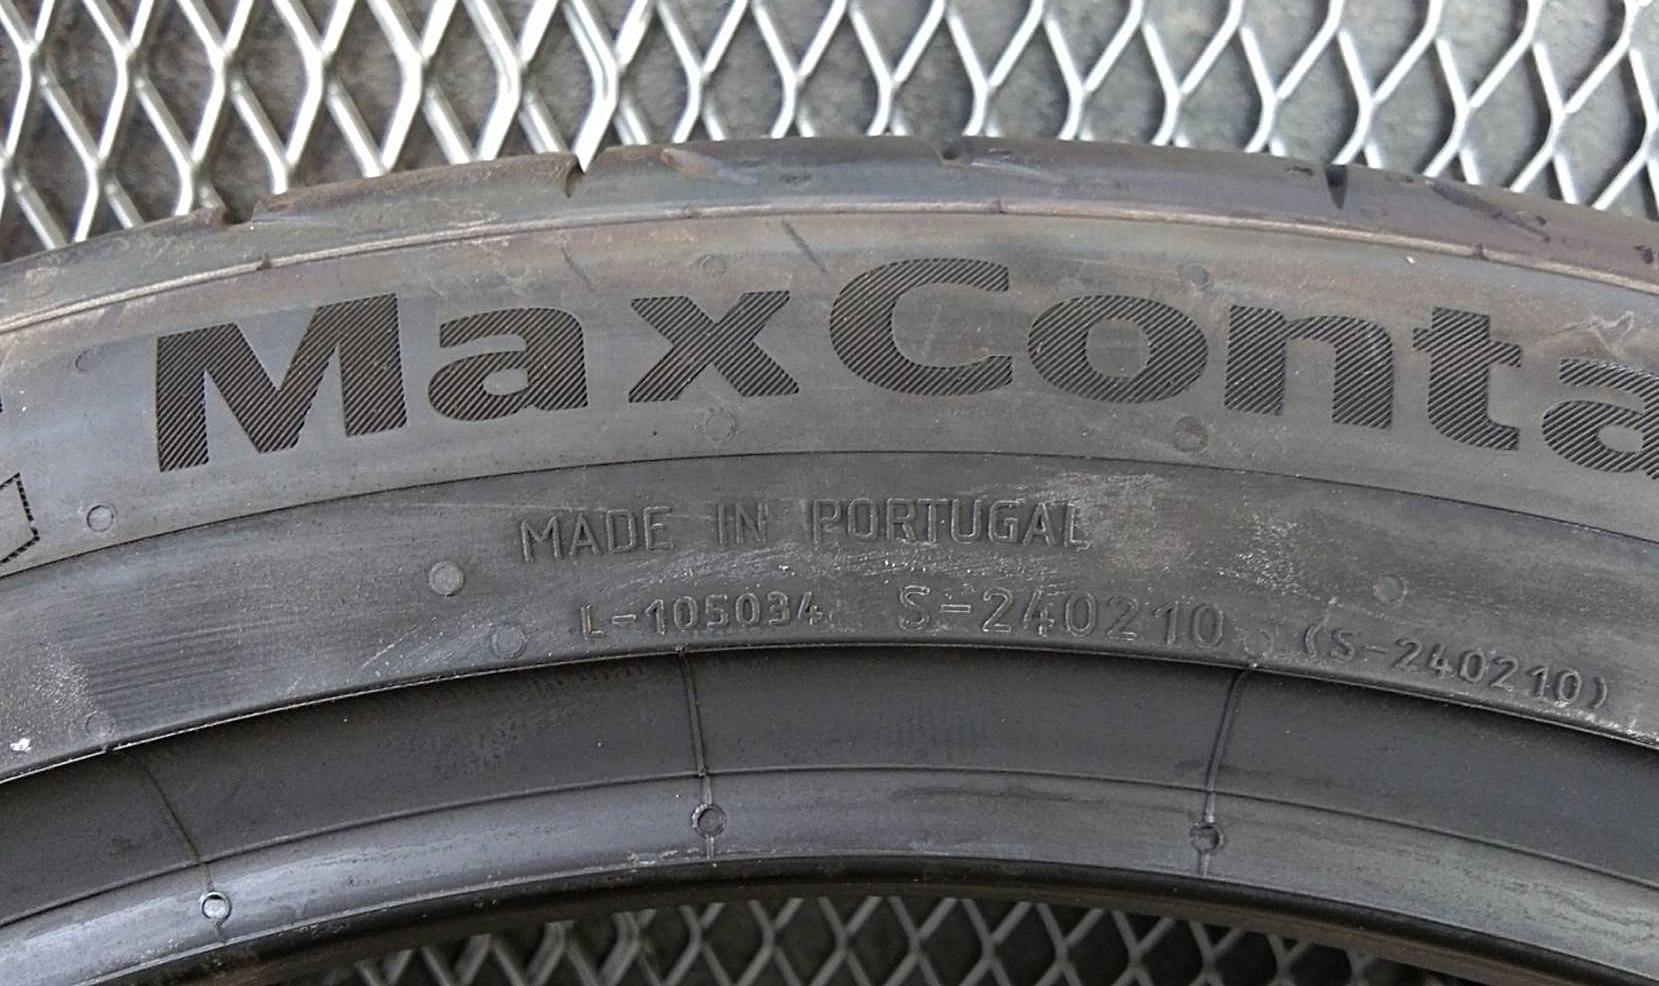 MaxConta
MADE IN PORTUGAL
L-105034 S-240210 (S-240210)